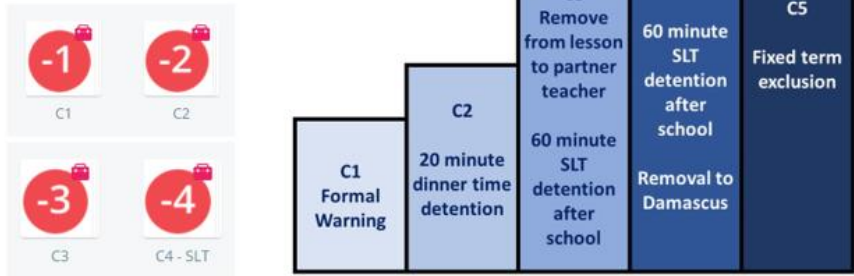 -1
-2
C1
C2
-3
-4
C3
C4 - SLT
C1
Formal
Warning
C2
20 minute
dinner time
detention
Remove
from lesson
to partner
teacher
60 minute
SLT
detention
after
school
60 minute
SLT
detention
after
school
Removal to
Damascus
C5
Fixed term
exclusion